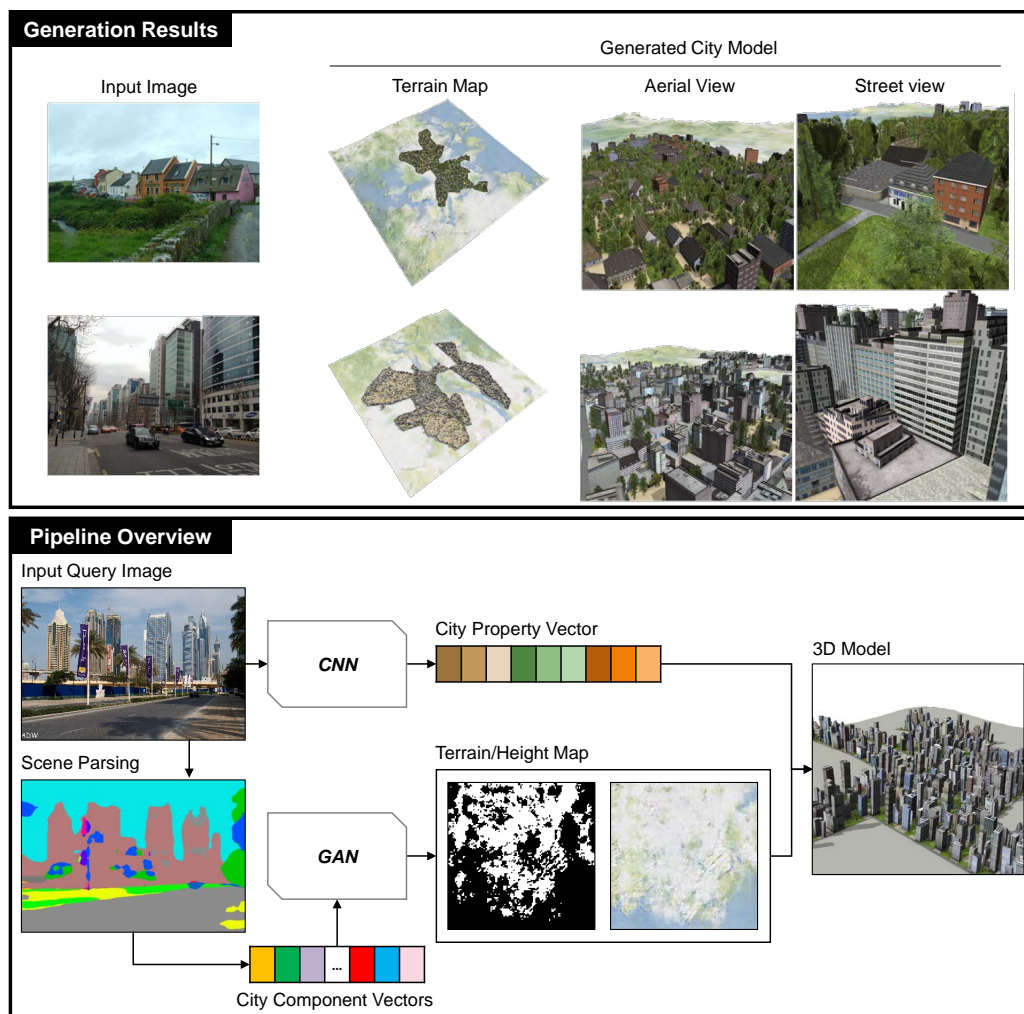 Generation Results
Generated City Model
Input Image
Terrain Map
Aerial View
Street view
Pipeline Overview
Input Query Image
CNN
City Property Vector
3D Model
ADW
Scene Parsing
Terrain/Height Map
GAN
...
City Component Vectors